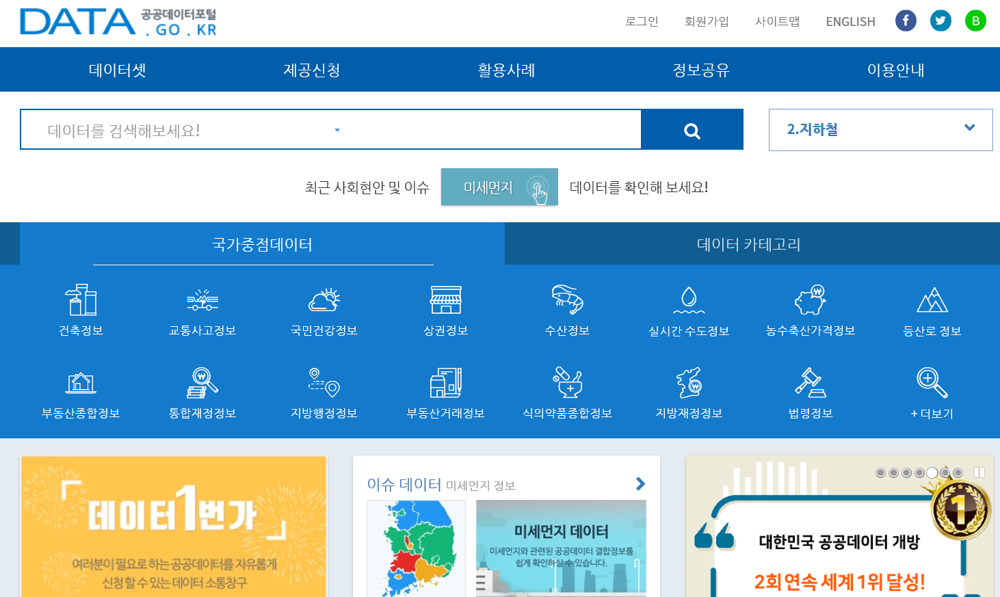 DATA 공공데이터포털
.GO.KR
로그인 회원가입 사이트맵 ENGLISH
데이터셋 제공신청 활용사례 정보공유 이용안내
데이터를 검색해보세요!
2.지하철
최근 사회현안 및 이슈 미세먼지 데이터를 확인해 보세요!
국가중점데이터 데이터 카테고리
건축정보 교통사고정보 국민건강정보 상권정보 수산정보 실시간 수도정보 농수축산가격정보 등산로 정보
부동산종합정보 통합재정정보 지방행정정보 부동산거래정보 식의약품종합정보 지방재정정보 법령정보 + 더보기
데이터1번가
여러분이 필요로 하는 공공데이터를 자유롭게
신청 할 수 있는 데이터 소통창구
이슈 데이터 미세먼지 정보
미세먼지 데이터
미세먼지와 관련된 공공데이터 결합정보를
쉽게 확인하실 수 있습니다.
1
대한민국 공공데이터 개방
2회 연속 세계 1위 달성!